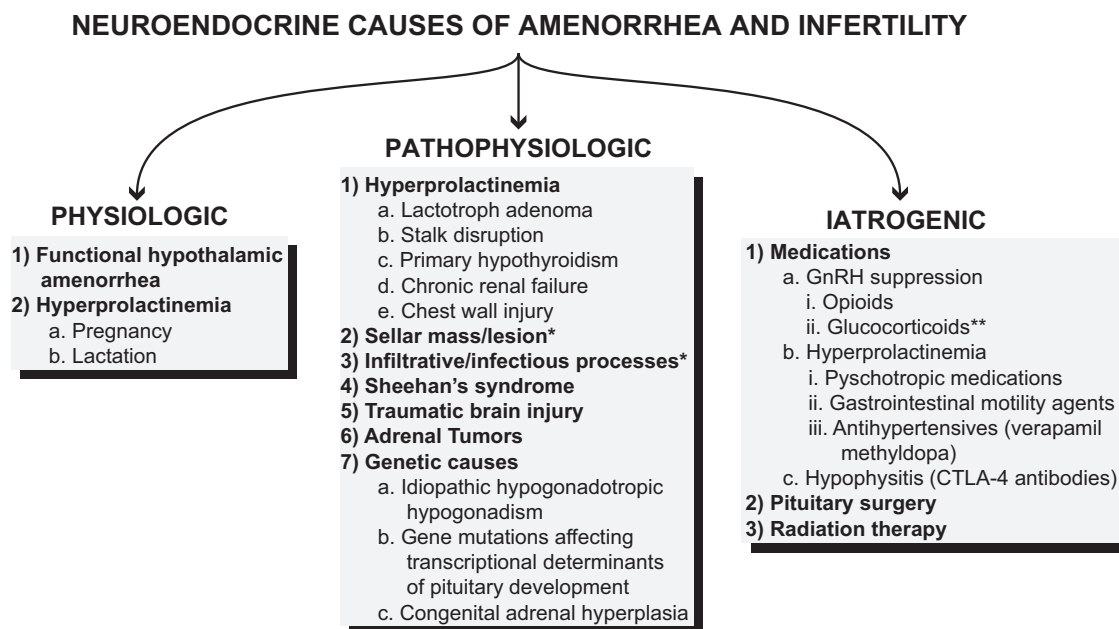 NEUROENDOCRINE CAUSES OF AMENORRHEA AND INFERTILITY
PHYSIOLOGIC
1) Functional hypothalamic
amenorrhea
2) Hyperprolactinemia
a. Pregnancy
b. Lactation
PATHOPHYSIOLOGIC
1) Hyperprolactinemia
a. Lactotroph adenoma
b. Stalk disruption
c. Primary hypothyroidism
d. Chronic renal failure
e. Chest wall injury
2) Sellar mass/lesion*
3) Infiltrative/infectious processes*
4) Sheehan's syndrome
5) Traumatic brain injury
6) Adrenal Tumors
7) Genetic causes
a. Idiopathic hypogonadotropic
hypogonadism
b. Gene mutations affecting
transcriptional determinants
of pituitary development
c. Congenital adrenal hyperplasia
IATROGENIC
1) Medications
a. GnRH suppression
i. Opioids
ii. Glucocorticoids**
b. Hyperprolactinemia
i. Pyschotropic medications
ii. Gastrointestinal motility agents
iii. Antihypertensives (verapamil
methyldopa)
c. Hypophysitis (CTLA-4 antibodies)
2) Pituitary surgery
3) Radiation therapy